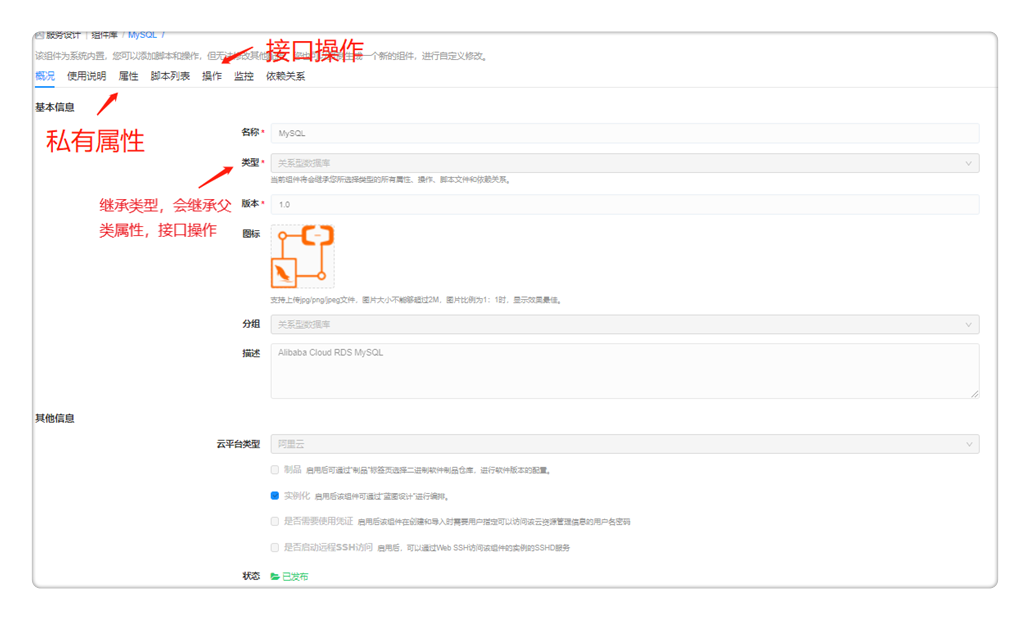 服务设计 | 组件库 / MySQL /
接口操作
该组件为系统内置，您可以添加脚本和操作，但无法修改其他 一个新的组件，进行自定义修改。
概况 使用说明 属性 脚本列表 操作 监控 依赖关系
基本信息
私有属性
名称* MySQL
类型* 关系型数据库
当前组件将会继承您所选择类型的所有属性、操作、脚本文件和依赖关系。
继承类型，会继承父
类属性，接口操作
版本* 1.0
图标
支持上传jpg/png/jpeg文件，图片大小不能够超过2M，图片比例为1：1时，显示效果最佳。
分组 关系型数据库
描述 Alibaba Cloud RDS MySQL
其他信息
云平台类型 阿里云
制品 启用后可通过“制品”标签页选择二进制软件制品仓库，进行软件版本的配置。
实例化 启用后该组件可通过“蓝图设计”进行编排。
是否需要使用凭证 启用后该组件在创建和导入时需要用户指定可以访问该云资源管理信息的用户名密码
是否启动远程SSH访问 启用后，可以通过Web SSH访问该组件的实例的SSHD服务
状态 已发布